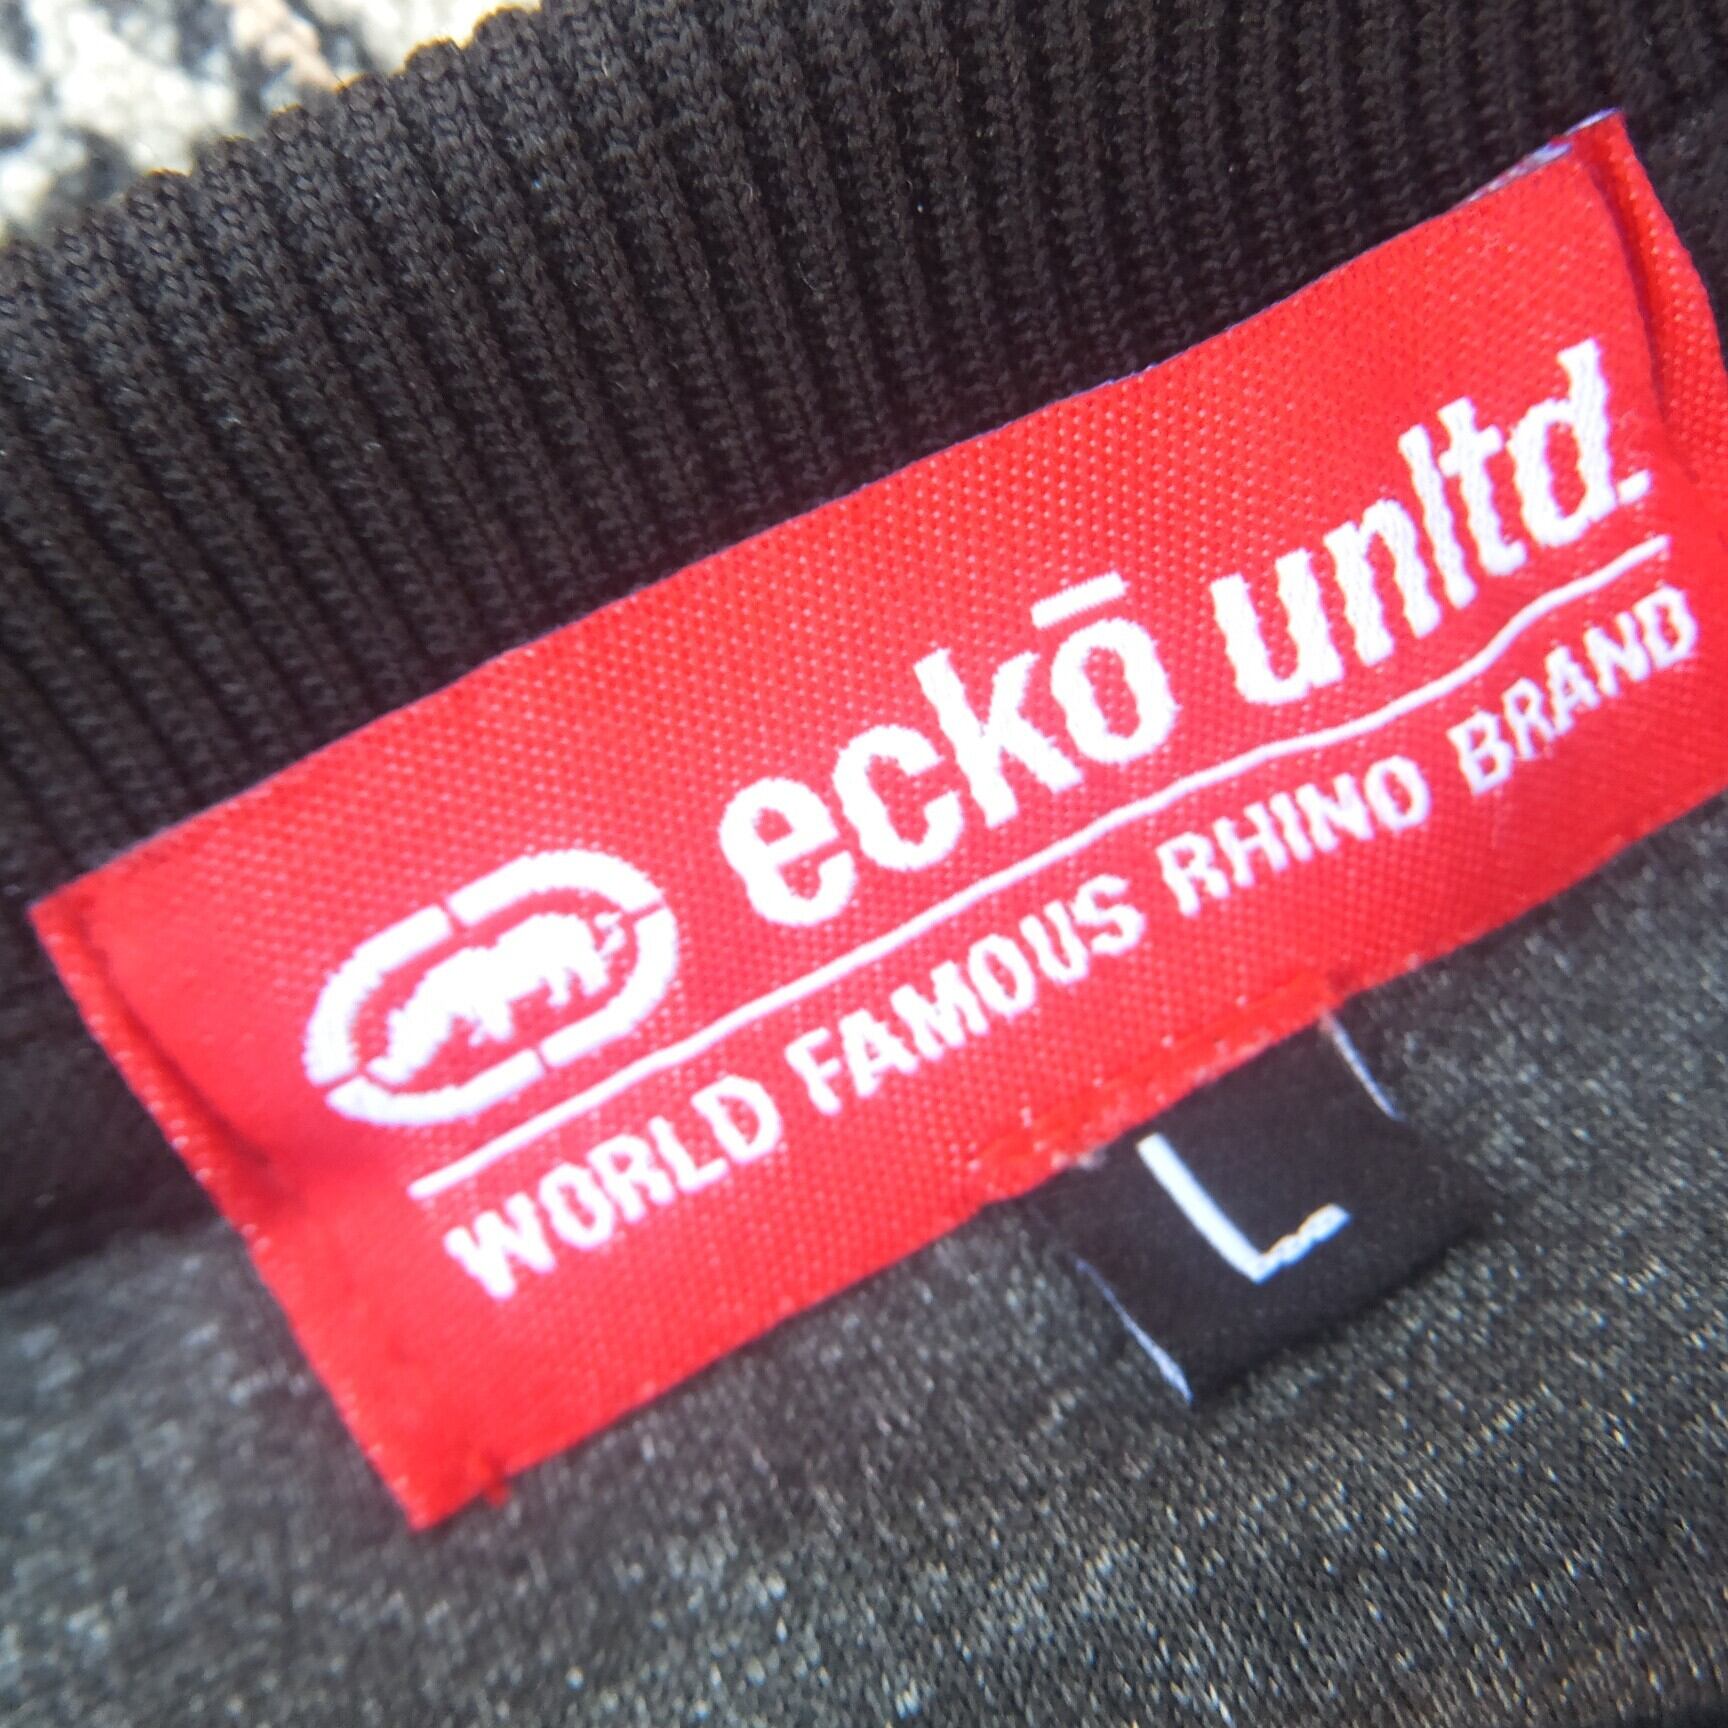 eckō unltd.
WORLD FAMOUS RHINO BRAND
L